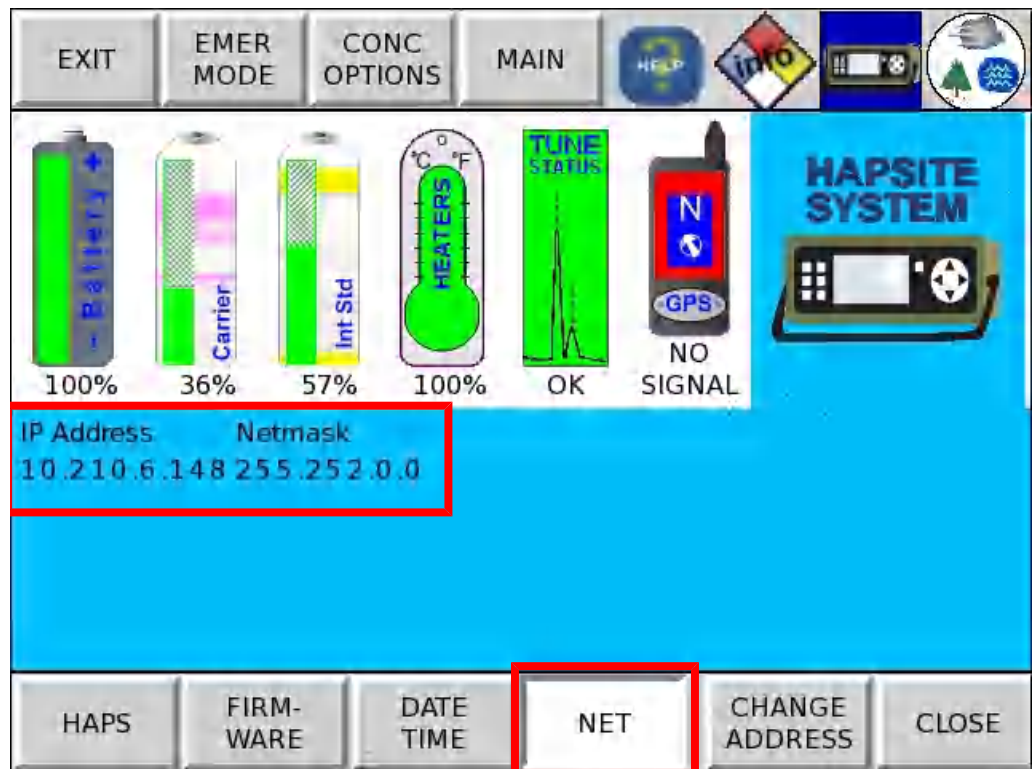 EXIT
EMER
MODE
CONC
OPTIONS
MAIN
HELP
info
- Battery +
100%
Carrier
36%
Int Std
57%
°C °F
HEATERS
100%
TUNE
STATUS
OK
N
GPS
NO
SIGNAL
HAPSITE
SYSTEM
IP Address Netmask
10.210.6.148 255.252.0.0
HAPS
FIRM-
WARE
DATE
TIME
NET
CHANGE
ADDRESS
CLOSE